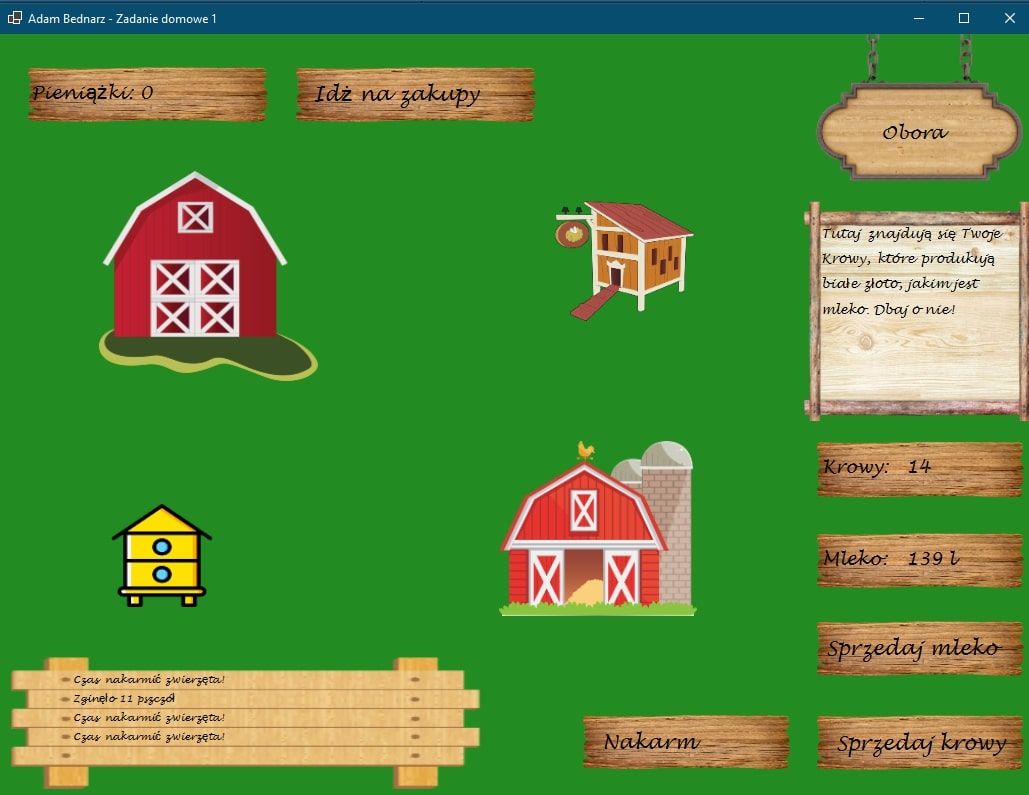 Adam Bednarz - Zadanie domowe 1
Pieniążki: 0
Idż na zakupy
Obora
Tutaj znajdują się Twoje
Krowy, które produkują
białe złoto, jakim jest
mleko. Dbaj o nie!
Krowy: 14
Mleko: 139 l
Sprzedaj mleko
Czas nakarmić zwierzęta!
Zginęło 11 pszczół
Czas nakarmić zwierzęta!
Czas nakarmić zwierzęta!
Nakarm
Sprzedaj krowy